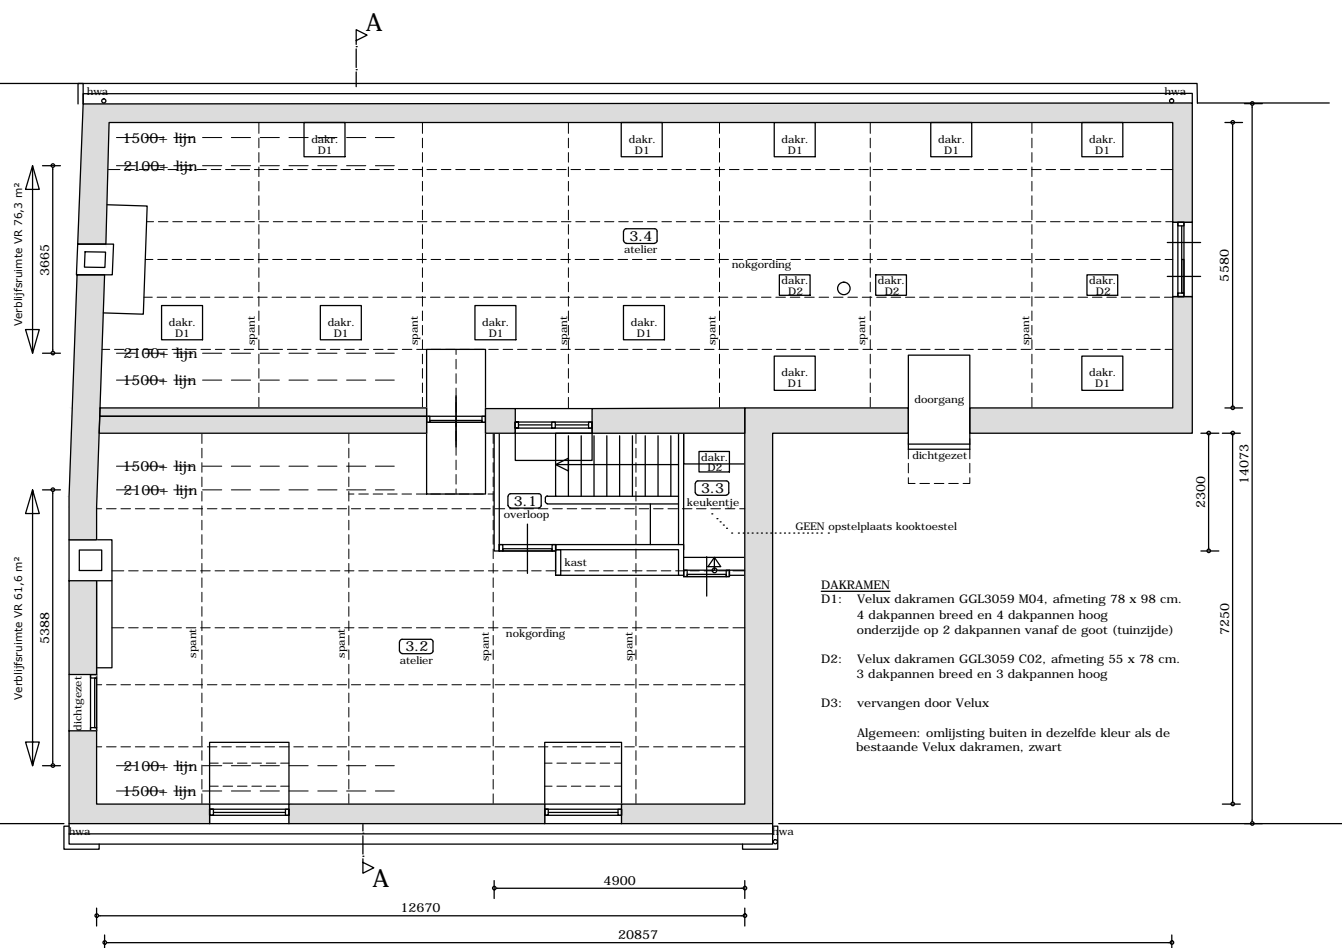 A
hwa
hwa
1500+ lijn
dakr.
D1
dakr.
D1
dakr.
D1
dakr.
D1
dakr.
D1
2100+ lijn
Verblijfsruimte VR 76,3 m²
3665
3.4
atelier
nokgording
5580
dakr.
D2
dakr.
D2
dakr.
D2
dakr.
D1
dakr.
D1
dakr.
D1
dakr.
D1
spant
spant
spant
spant
spant
spant
2100+ lijn
1500+ lijn
dakr.
D1
dakr.
D1
doorgang
dichtgezet
14073
2300
1500+ lijn
2100+ lijn
dakr.
D2
3.3
keukentje
3.1
overloop
GEEN opstelplaats kooktoestel
kast
Verblijfsruimte VR 61,6 m²
5388
7250
DAKRAMEN
D1: Velux dakramen GGL3059 M04, afmeting 78 x 98 cm.
4 dakpannen breed en 4 dakpannen hoog
onderzijde op 2 dakpannen vanaf de goot (tuinzijde)
D2: Velux dakramen GGL3059 C02, afmeting 55 x 78 cm.
3 dakpannen breed en 3 dakpannen hoog
D3: vervangen door Velux
Algemeen: omlijsting buiten in dezelfde kleur als de
bestaande Velux dakramen, zwart
spant
3.2
atelier
spant
nokgording
spant
dichtgezet
2100+ lijn
1500+ lijn
hwa
hwa
A
4900
12670
20857